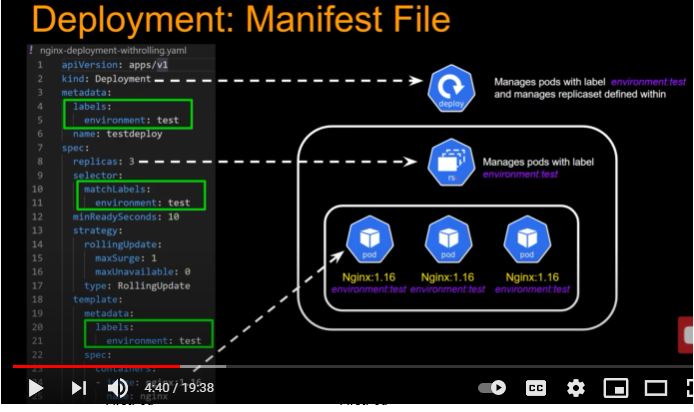 Deployment: Manifest File
! nginx-deployment-withrolling.yaml
1 apiVersion: apps/v1
2 kind: Deployment
3 metadata:
4 labels:
5 environment: test
6 name: testdeploy
7 spec:
8 replicas: 3
9 selector:
10 matchLabels:
11 environment: test
12 minReadySeconds: 10
13 strategy:
14 rollingUpdate:
15 maxSurge: 1
16 maxUnavailable: 0
17 type: RollingUpdate
18 template:
19 metadata:
20 labels:
21 environment: test
22 spec:
containers:
nginx
deploy
Manages pods with label environment:test
and manages replicaset defined within
rs
Manages pods with label
environment:test
pod pod pod
Nginx:1.16 Nginx:1.16 Nginx:1.16
environment:test environment:test environment:test
4:40 / 19:38
CC